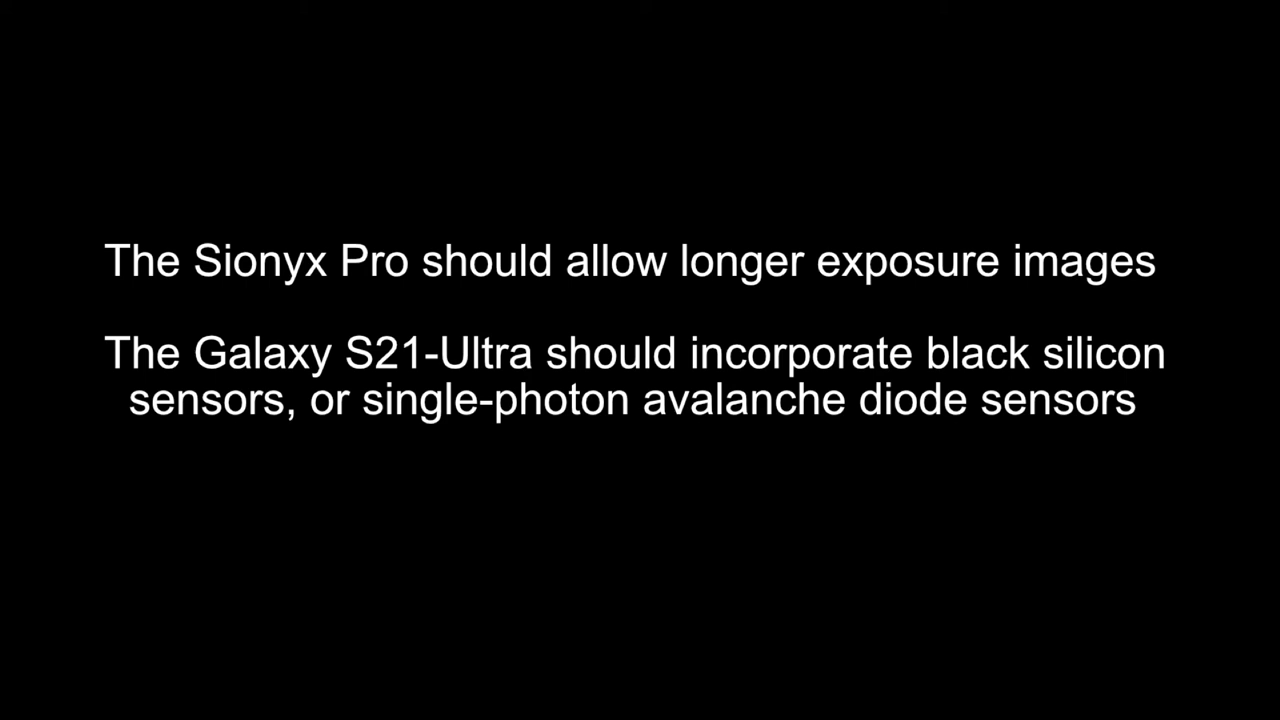 The Sionyx Pro should allow longer exposure images
The Galaxy S21-Ultra should incorporate black silicon
sensors, or single-photon avalanche diode sensors